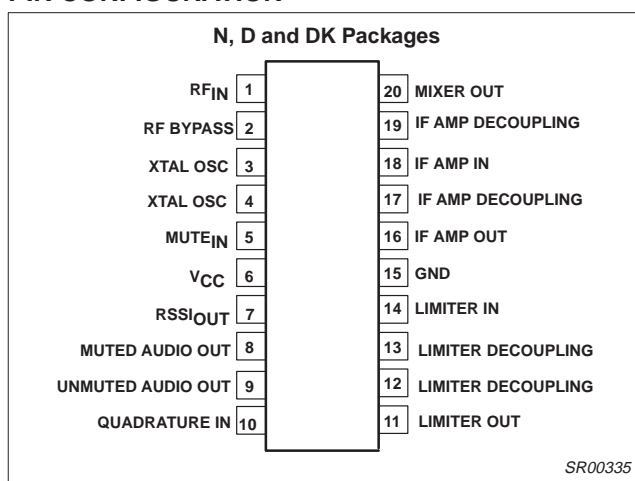 N, D and DK Packages
RFIN 1
RF BYPASS 2
XTAL OSC 3
XTAL OSC 4
MUTEIN 5
VCC 6
RSSIOUT 7
MUTED AUDIO OUT 8
UNMUTED AUDIO OUT 9
QUADRATURE IN 10
20 MIXER OUT
19 IF AMP DECOUPLING
18 IF AMP IN
17 IF AMP DECOUPLING
16 IF AMP OUT
15 GND
14 LIMITER IN
13 LIMITER DECOUPLING
12 LIMITER DECOUPLING
11 LIMITER OUT
SR00335